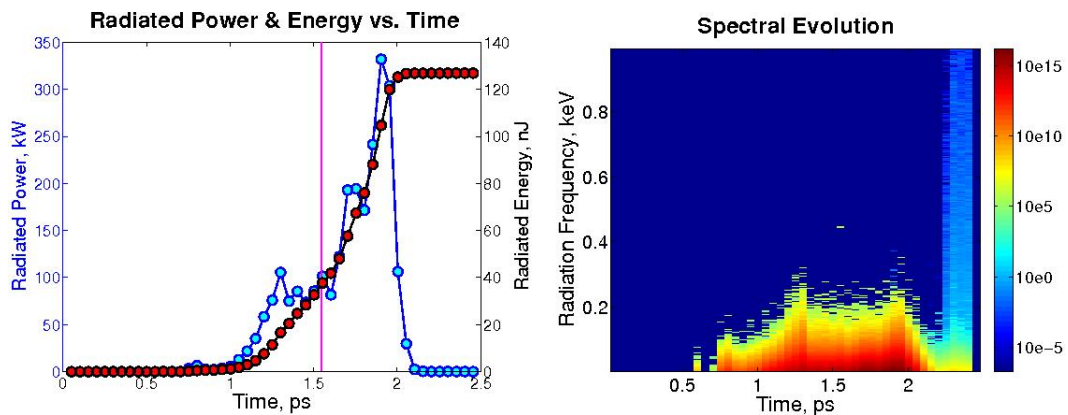 Radiated Power & Energy vs. Time
Radiated Power, kW
350
300
250
200
150
100
50
0
0
0.5
1
1.5
2
2.5
Time, ps
140
120
100
80
60
40
20
0
Radiated Energy, nJ
Spectral Evolution
Radiation Frequency, keV
0.8
0.6
0.4
0.2
0.5
1
1.5
2
Time, ps
10e15
10e10
10e5
10e0
10e-5